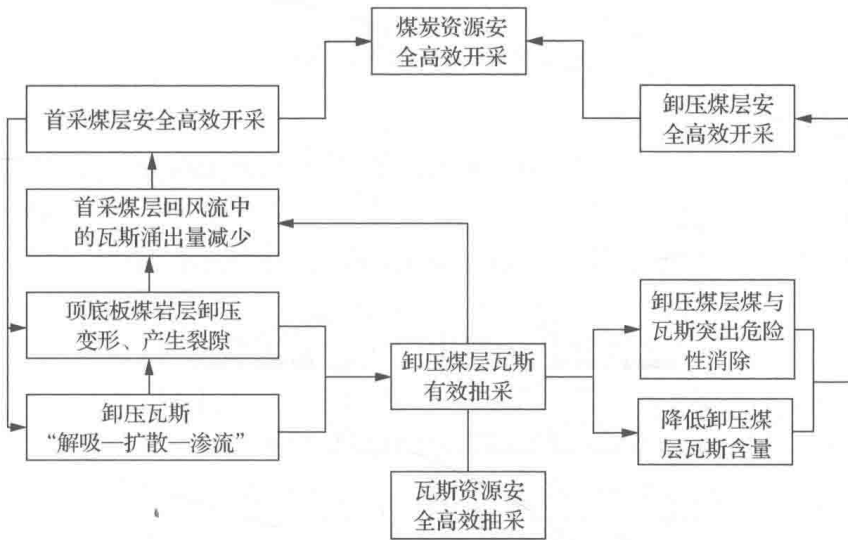 煤炭资源安
全高效开采
首采煤层安全高效开采
卸压煤层安
全高效开采
首采煤层回风流中
的瓦斯涌出量减少
顶底板煤岩层卸压
变形、产生裂隙
卸压煤层瓦斯
有效抽采
卸压煤层煤与
瓦斯突出危险
性消除
卸压瓦斯
“解吸—扩散—渗流”
降低卸压煤
层瓦斯含量
瓦斯资源安
全高效抽采